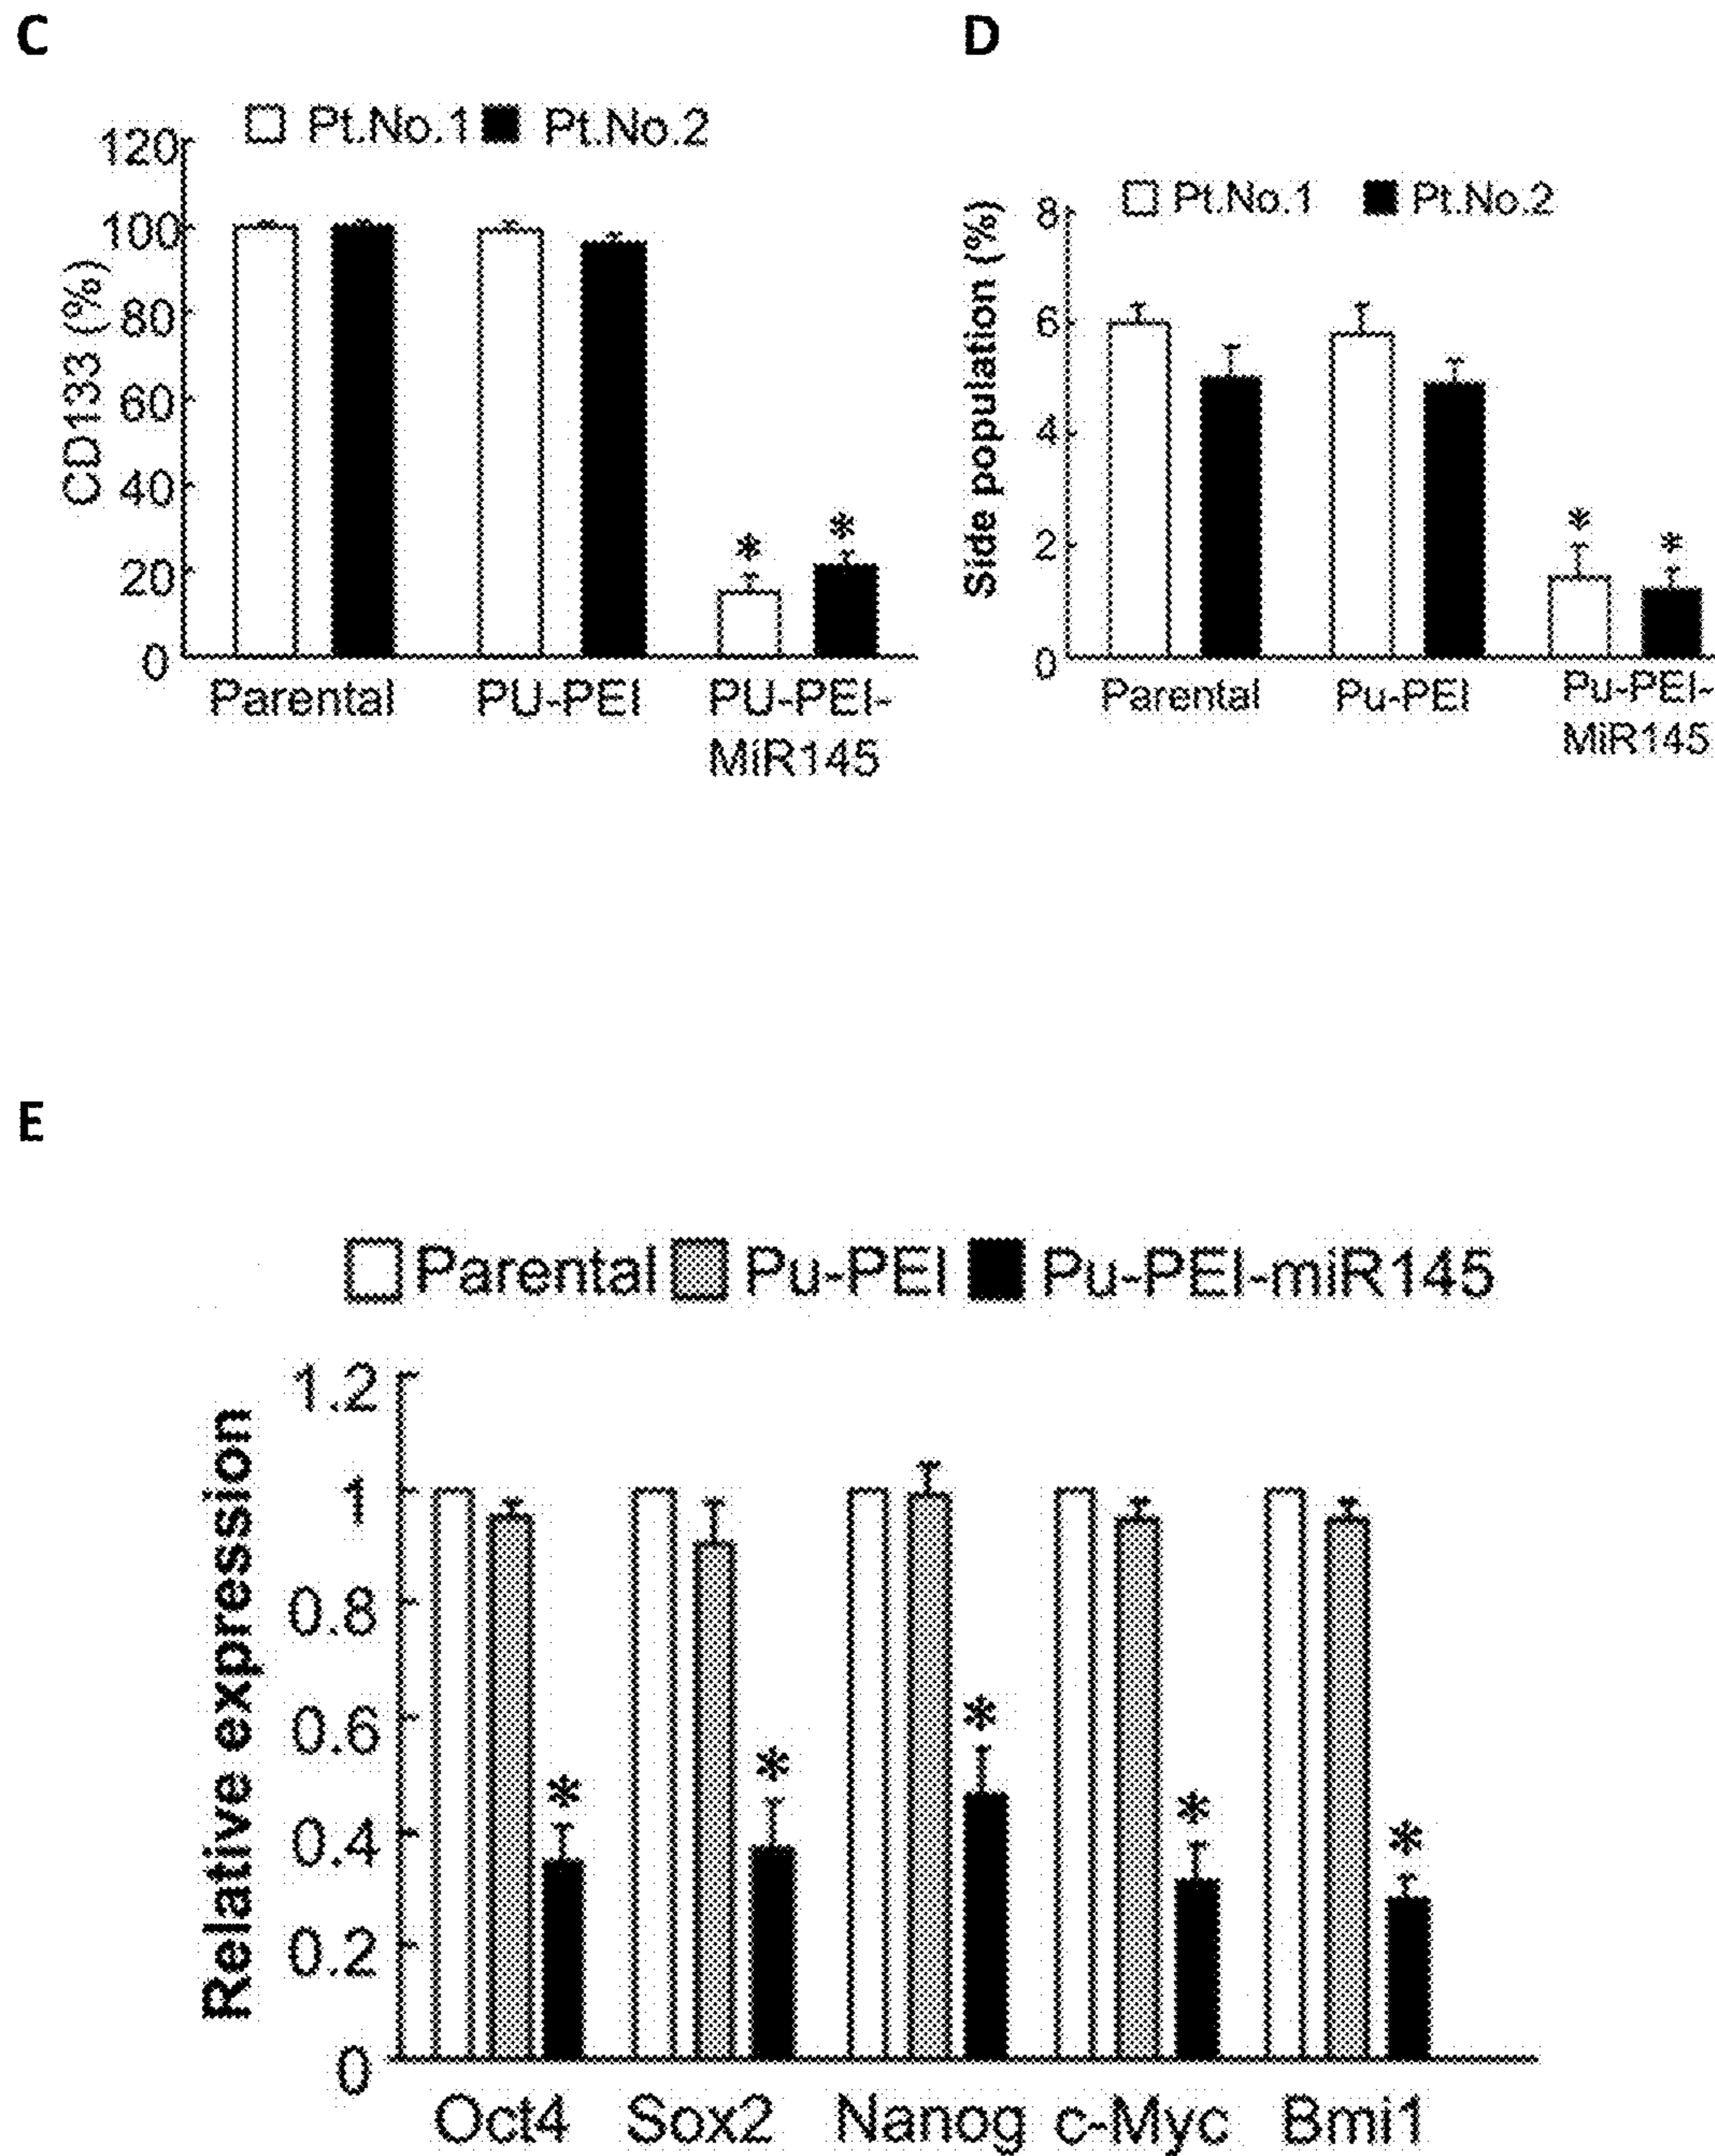 C
Pt.No.1 Pt.No.2
120
100
80
60
40
20
0
CD133 (%)
* *
Parental PU-PEI PU-PEI-
MiR145
D
Pt.No.1 Pt.No.2
8
6
4
2
0
Side population (%)
* *
Parental Pu-PEI Pu-PEI-
MiR145
E
Parental Pu-PEI Pu-PEI-miR145
1.2
1
0.8
0.6
0.4
0.2
0
Relative expression
* * * * *
Oct4 Sox2 Nanog c-Myc Bmi1